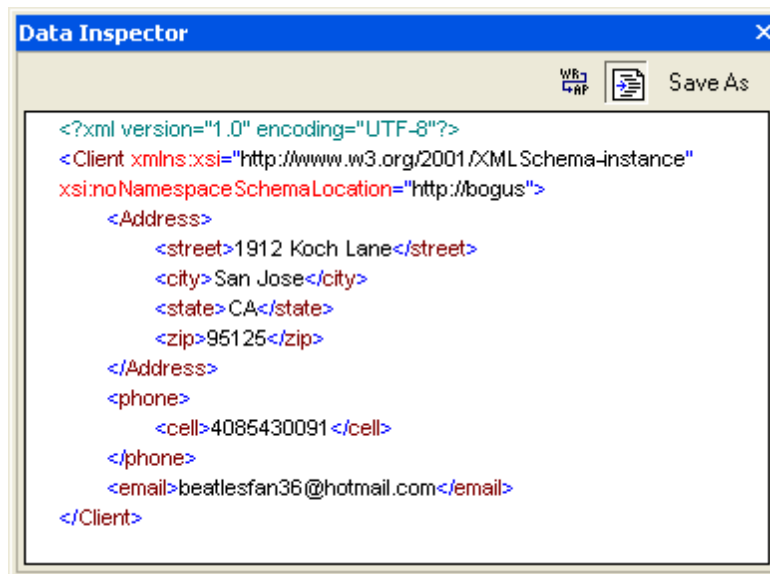 Data Inspector
WR AP Save As
<?xml version="1.0" encoding="UTF-8"?>
<Client xmlns:xsi="http://www.w3.org/2001/XMLSchema-instance"
xsi:noNamespaceSchemaLocation="http://bogus">
<Address>
<street>1912 Koch Lane</street>
<city>San Jose</city>
<state>CA</state>
<zip>95125</zip>
</Address>
<phone>
<cell>4085430091</cell>
</phone>
<email>beatlesfan36@hotmail.com</email>
</Client>